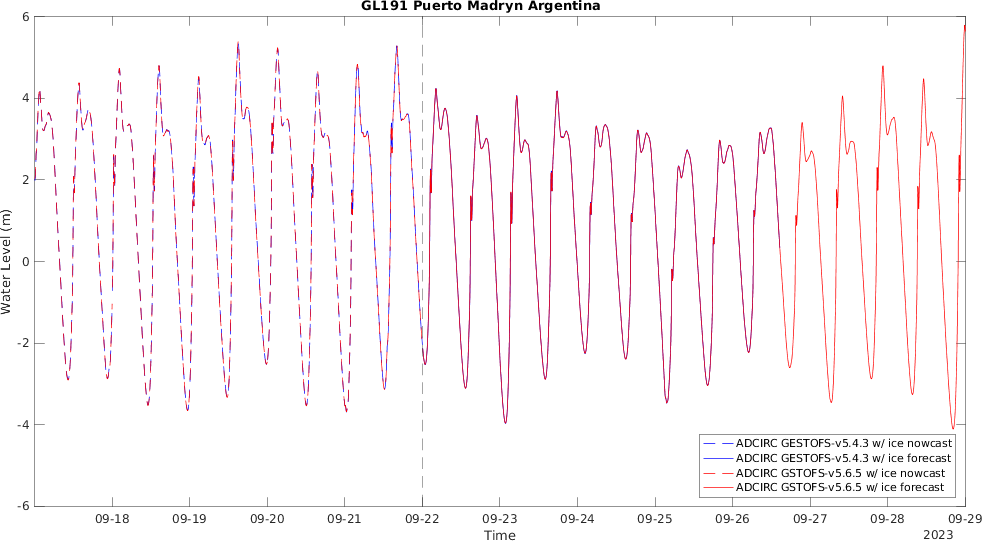 GL191 Puerto Madryn Argentina
6
4
2
0
-2
-4
-6
Water Level (m)
ADCIRC GESTOFS-v5.4.3 w/ ice nowcast
ADCIRC GESTOFS-v5.4.3 w/ ice forecast
ADCIRC GSTOFS-v5.6.5 w/ ice nowcast
ADCIRC GSTOFS-v5.6.5 w/ ice forecast
09-18 09-19 09-20 09-21 09-22 09-23 09-24 09-25 09-26 09-27 09-28 09-29
Time
2023